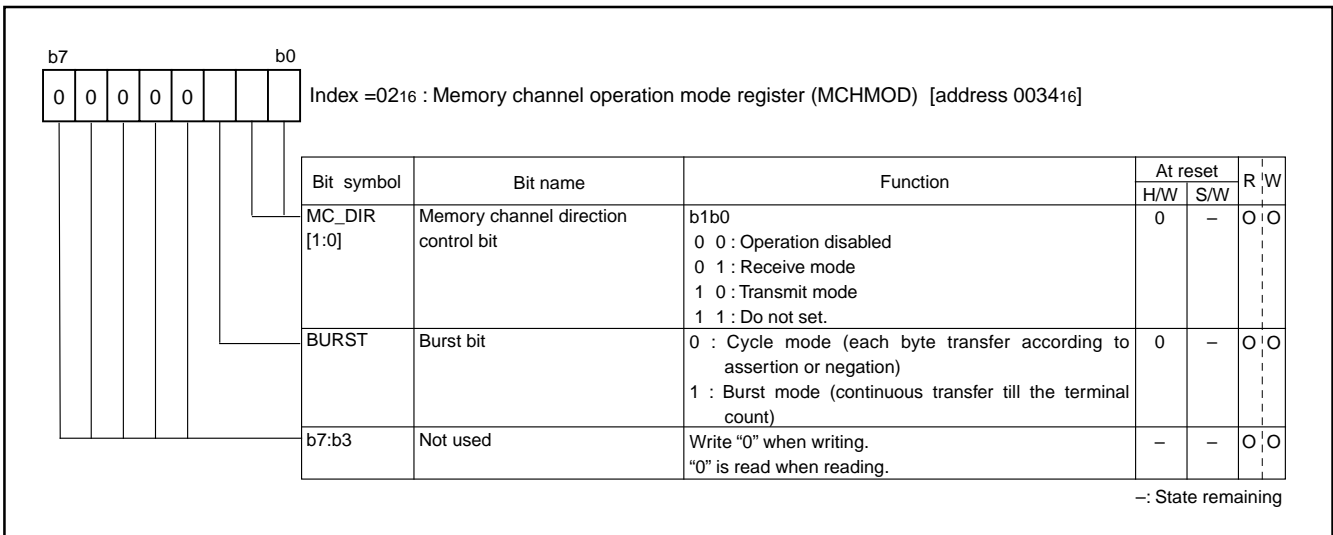 b7 b0
0 0 0 0 0 Index =0216 : Memory channel operation mode register (MCHMOD) [address 003416]
Bit symbol Bit name Function At reset R W
H/W S/W
MC_DIR Memory channel direction b1b0 0 – O O
[1:0] control bit 0 0 : Operation disabled
0 1 : Receive mode
1 0 : Transmit mode
1 1 : Do not set.
BURST Burst bit 0 : Cycle mode (each byte transfer according to 0 – O O
assertion or negation)
1 : Burst mode (continuous transfer till the terminal
count)
b7:b3 Not used Write “0” when writing. – – O O
“0” is read when reading.
–: State remaining